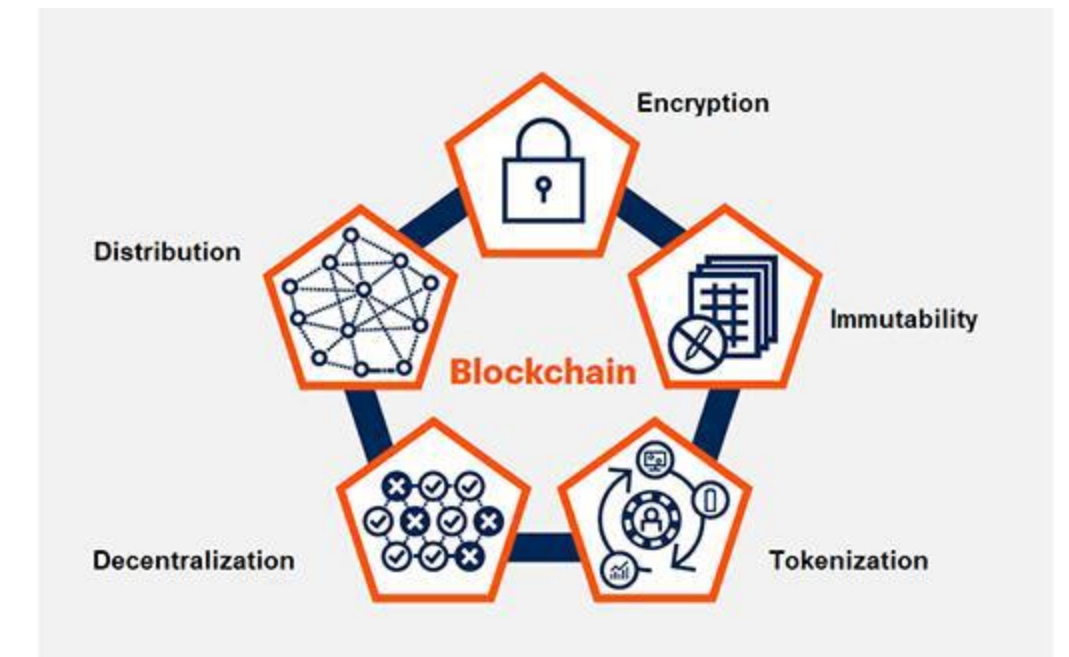 Encryption
Distribution
Immutability
Blockchain
Decentralization
Tokenization